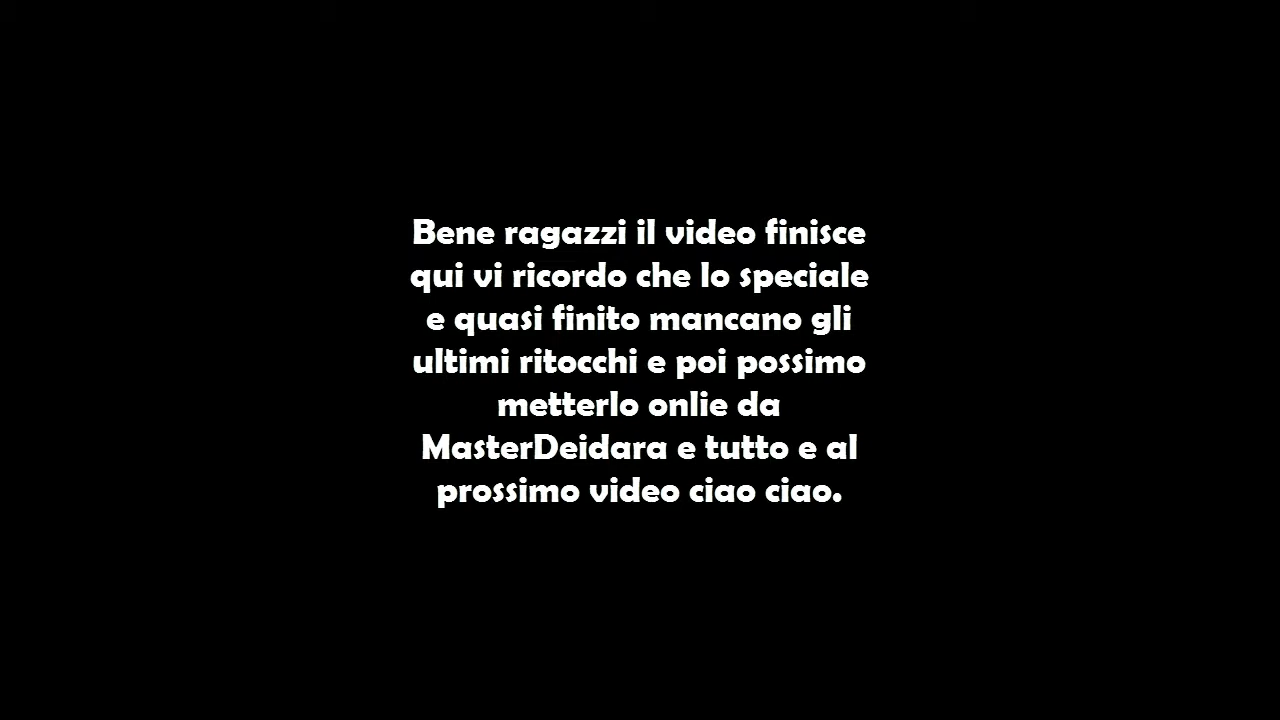 Bene ragazzi il video finisce
qui vi ricordo che lo speciale
e quasi finito mancano gli
ultimi ritocchi e poi possimo
metterlo onlie da
MasterDeidara e tutto e al
prossimo video ciao ciao.